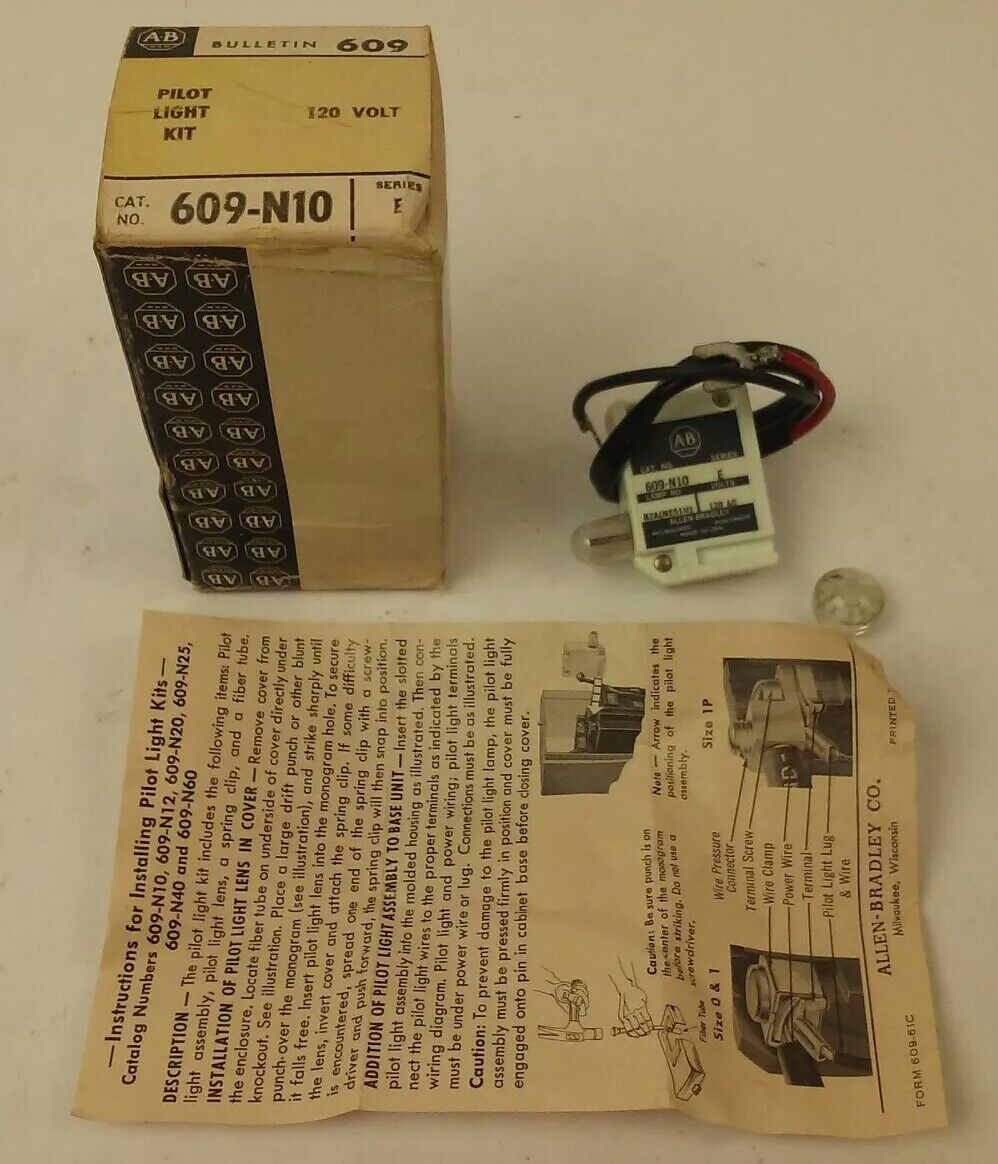 A-B
BULLETIN 609
PILOT
LIGHT
KIT
120 VOLT
CAT.
NO.
609-N10
SERIES
E
A-B A-B
A-B A-B
A-B A-B
A-B A-B
A-B A-B
A-B A-B
A-B A-B
A-B A-B
A-B A-B
A-B A-B
A-B
CAT NO. SERIES
609-N10 E
LAMP NO. VOLTS
B2A(NE51H) 120 AC
ALLEN-BRADLEY
MILWAUKEE, WISCONSIN
MADE IN USA
—Instructions for Installing Pilot Light Kits—
Catalog Numbers 609-N10, 609-N12, 609-N20, 609-N25,
609-N40 and 609-N60
DESCRIPTION — The pilot light kit includes the following items: Pilot
light assembly, pilot light lens, a spring clip, and a fiber tube.
INSTALLATION OF PILOT LIGHT LENS IN COVER — Remove cover from
the enclosure. Locate fiber tube on underside of cover directly under
knockout. See illustration. Place a large drift punch or other blunt
punch over the monogram (see illustration), and strike sharply until
it falls free. Insert pilot light lens into the monogram hole. To secure
the lens, invert cover and attach the spring clip. If some difficulty
is encountered, spread one end of the spring clip with a screw-
driver and push forward, the spring clip will then snap into position.
ADDITION OF PILOT LIGHT ASSEMBLY TO BASE UNIT — Insert the slotted
pilot light assembly into the molded housing as illustrated. Then con-
nect the pilot light wires to the proper terminals as indicated by the
wiring diagram. Pilot light and power wiring; pilot light terminals
must be under power wire or lug. Connections must be as illustrated.
Caution: To prevent damage to the pilot light lamp, the pilot light
assembly must be pressed firmly in position and cover must be fully
engaged onto pin in cabinet base before closing cover.
Fiber Tube
Caution: Be sure punch is on
the center of the monogram
before striking. Do not use a
screwdriver.
Note — Arrow indicates the
positioning of the pilot light
assembly.
Size 0 & 1
Size 1P
Wire Pressure
Connector
Terminal Screw
Wire Clamp
Power Wire
Terminal
Pilot Light Lug
& Wire
ALLEN-BRADLEY CO.
Milwaukee, Wisconsin
FORM 609-61C
PRINTED